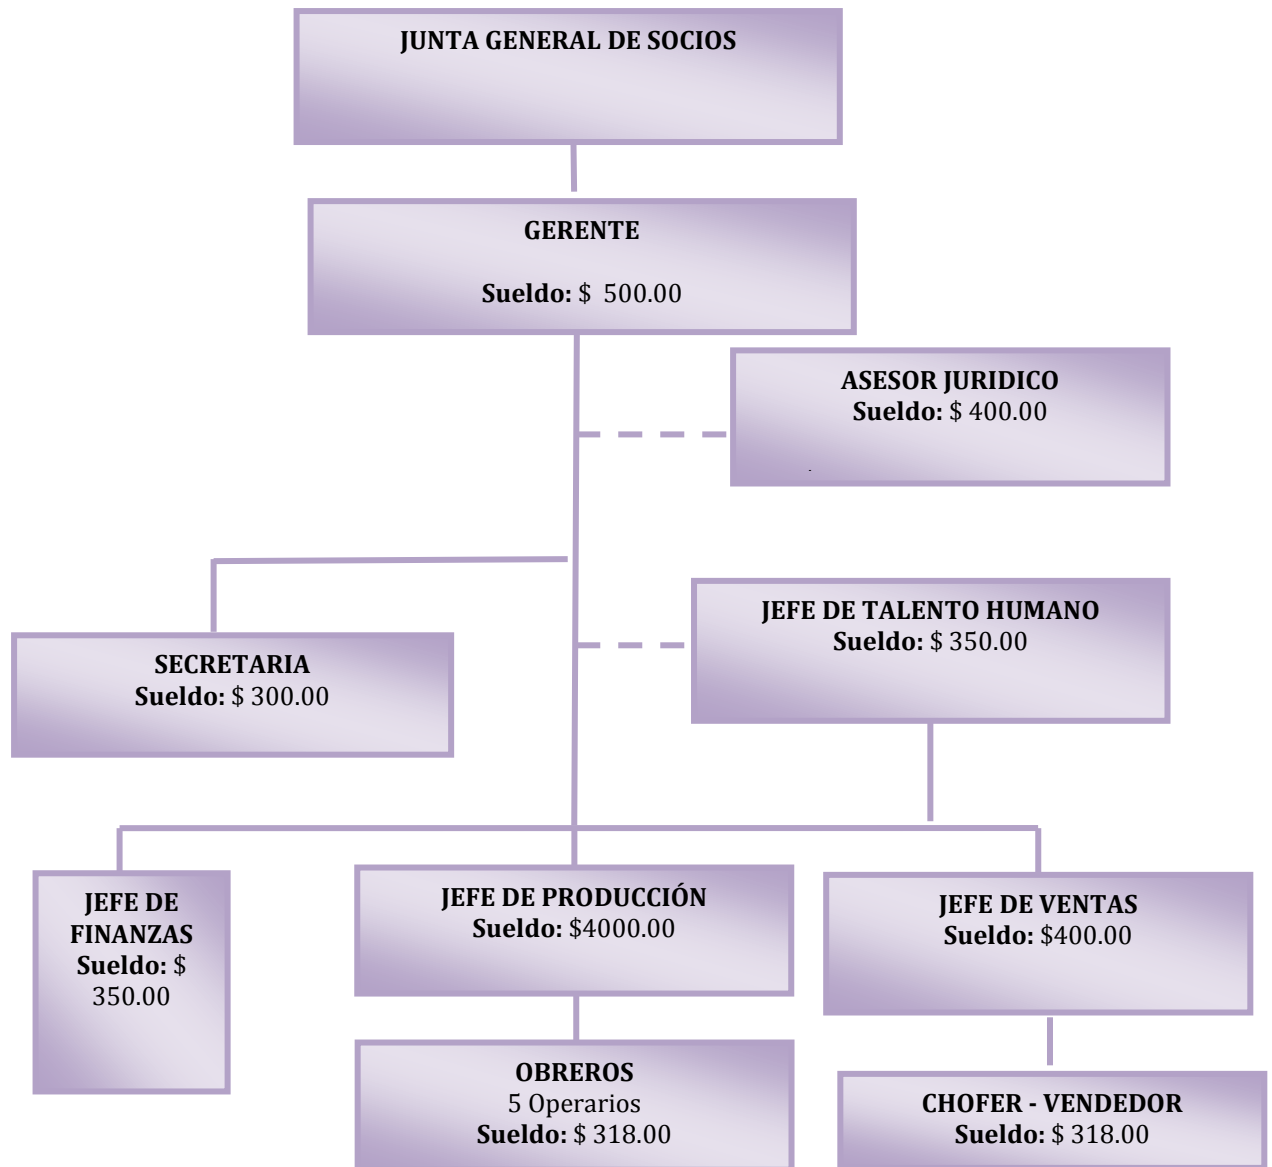 JUNTA GENERAL DE SOCIOS
GERENTE
Sueldo: $ 500.00
ASESOR JURIDICO
Sueldo: $ 400.00
.
JEFE DE TALENTO HUMANO
Sueldo: $ 350.00
SECRETARIA
Sueldo: $ 300.00
JEFE DE
FINANZAS
Sueldo: $
350.00
JEFE DE PRODUCCIÓN
Sueldo: $4000.00
JEFE DE VENTAS
Sueldo: $400.00
OBREROS
5 Operarios
Sueldo: $ 318.00
CHOFER - VENDEDOR
Sueldo: $ 318.00